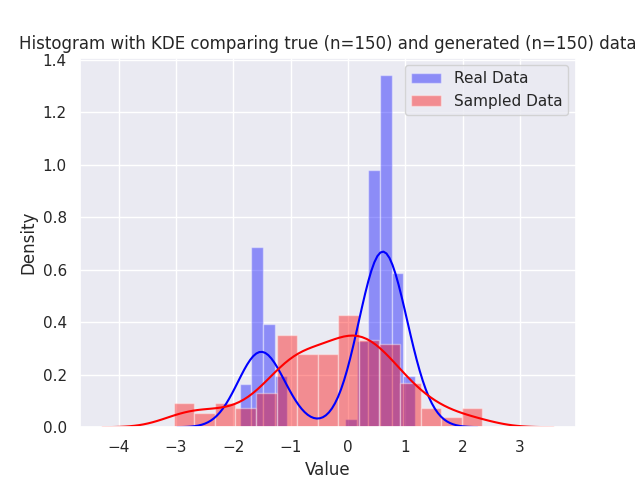 Histogram with KDE comparing true (n=150) and generated (n=150) data
1.4
1.2
1.0
0.8
0.6
0.4
0.2
0.0
Density
Real Data
Sampled Data
−4 −3 −2 −1 0 1 2 3
Value